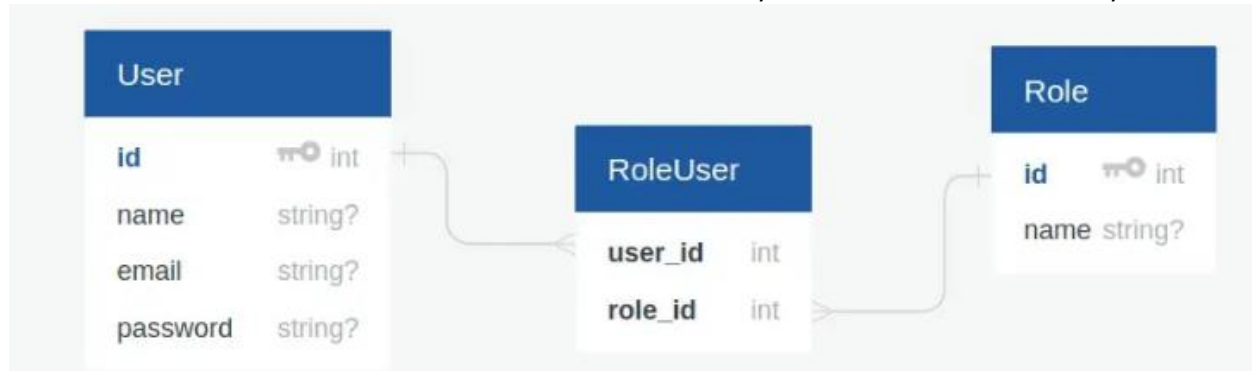 User
id int
name string?
email string?
password string?
RoleUser
user_id int
role_id int
Role
id int
name string?